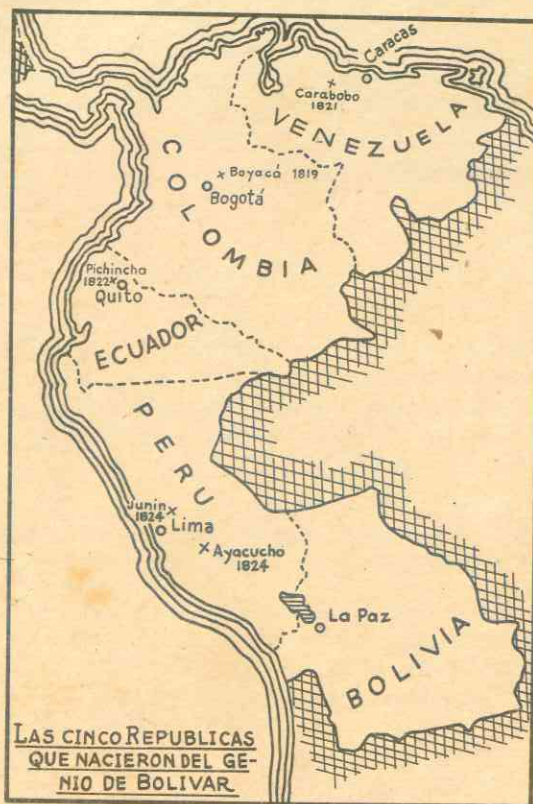 Caracas
Carabobo
1821
VENEZUELA
COLOMBIA
Boyacá 1819
Bogotá
Pichincha
1822
Quito
ECUADOR
PERU
Junin
1824
Lima
Ayacucho
1824
La Paz
BOLIVIA
LAS CINCO REPUBLICAS
QUE NACIERON DEL GE-
NIO DE BOLIVAR